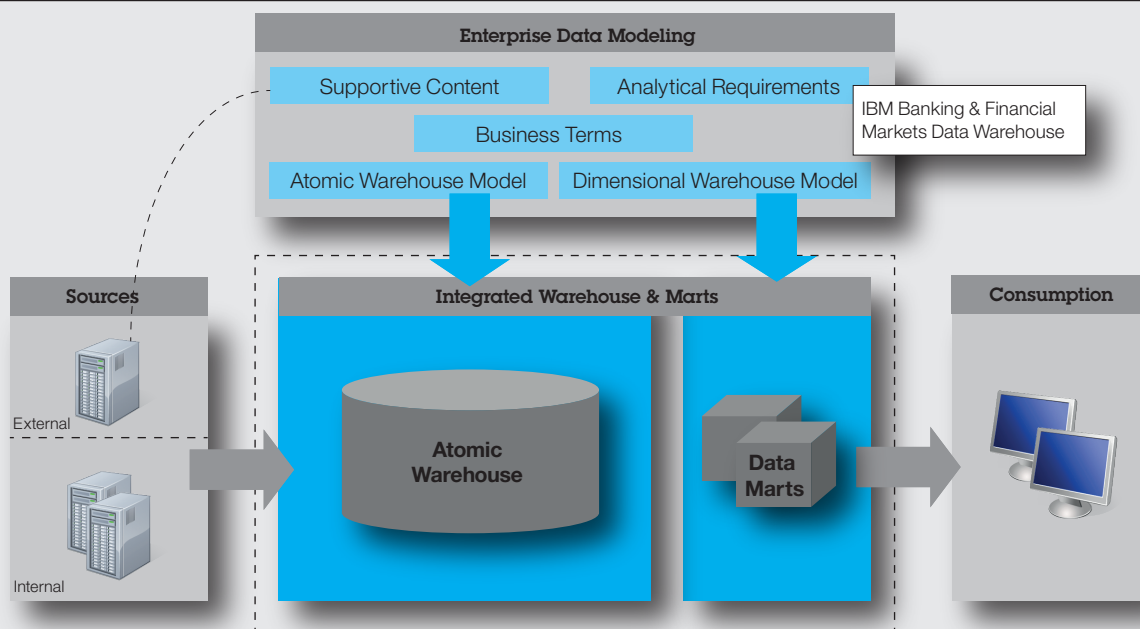 Enterprise Data Modeling
Supportive Content
Analytical Requirements
IBM Banking & Financial
Markets Data Warehouse
Business Terms
Atomic Warehouse Model
Dimensional Warehouse Model
Sources
Integrated Warehouse & Marts
Consumption
External
Internal
Atomic
Warehouse
Data
Marts